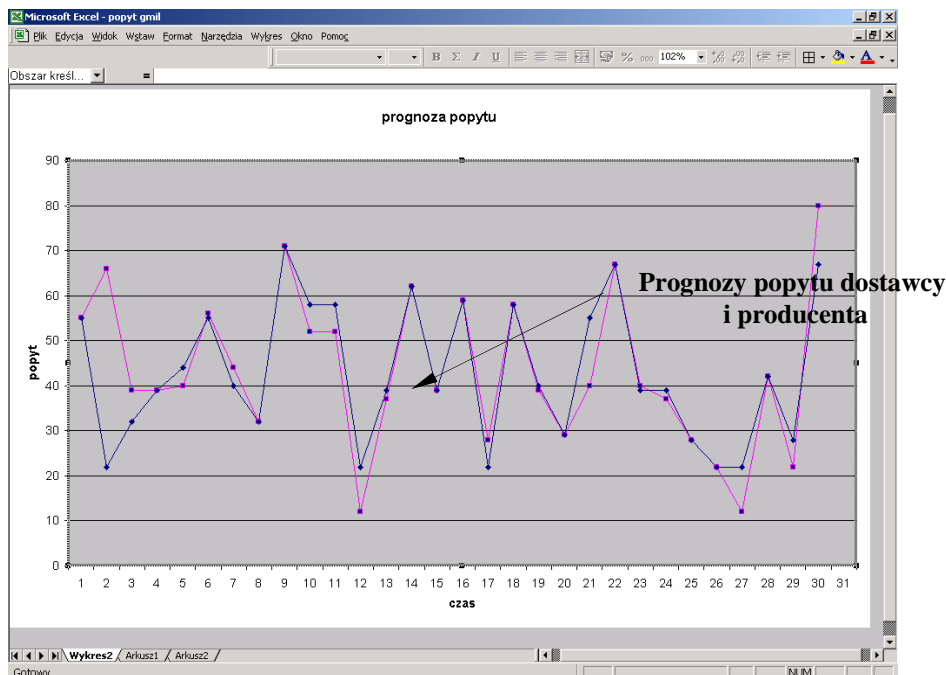 Microsoft Excel - popyt gmil
Plik Edycja Widok Wstaw Format Narzędzia Wykres Okno Pomoc
B Σ I U % 000 102%
Obszar kreśl... =
prognoza popytu
90
80
70
60
50
40
30
20
10
0
popyt
Prognozy popytu dostawcy
i producenta
1 2 3 4 5 6 7 8 9 10 11 12 13 14 15 16 17 18 19 20 21 22 23 24 25 26 27 28 29 30 31
czas
Wykres2 Arkusz1 Arkusz2
Gotowy NUM